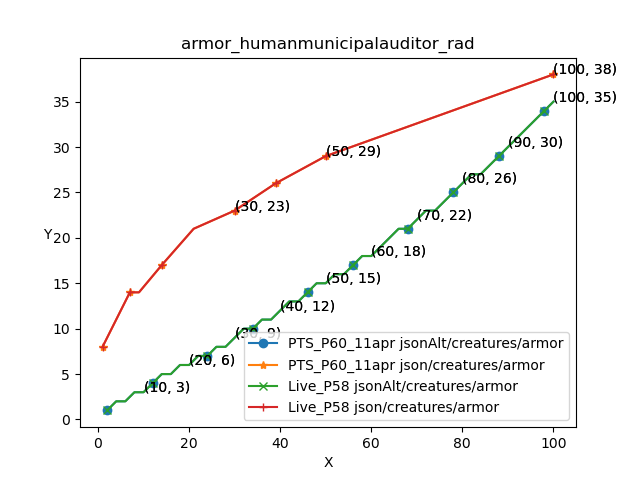 armor_humanmunicipalauditor_rad
(100, 38)
(100, 35)
(50, 29)
(90, 30)
(80, 26)
(30, 23)
(70, 22)
(60, 18)
(50, 15)
(40, 12)
(30, 9)
(20, 6)
(10, 3)
35
30
25
20
15
10
5
0
Y
PTS_P60_11apr jsonAlt/creatures/armor
PTS_P60_11apr json/creatures/armor
Live_P58 jsonAlt/creatures/armor
Live_P58 json/creatures/armor
0 20 40 60 80 100
X